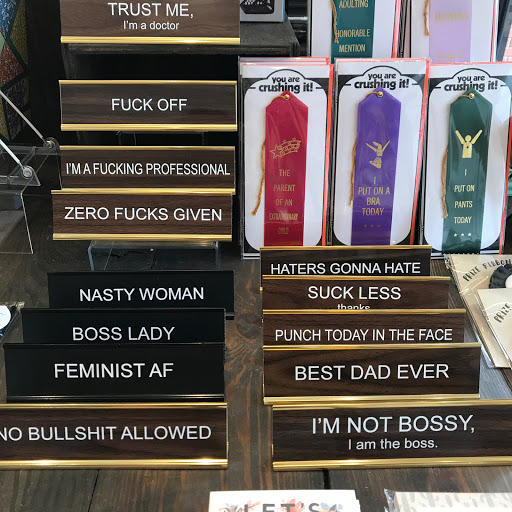 TRUST ME,
I'm a doctor
FUCK OFF
I'M A FUCKING PROFESSIONAL
ZERO FUCKS GIVEN
NASTY WOMAN
BOSS LADY
FEMINIST AF
NO BULLSHIT ALLOWED
ADULTING
HONORABLE
MENTION
you are
crushing it!
THE
PARENT
OF AN
EXTRAORDINARY
CHILD
you are
crushing it!
I
PUT ON A
BRA
TODAY
you are
crushing it!
I
PUT ON
PANTS
TODAY
HATERS GONNA HATE
SUCK LESS
thanks
PUNCH TODAY IN THE FACE
BEST DAD EVER
I'M NOT BOSSY,
I am the boss.
LET'S